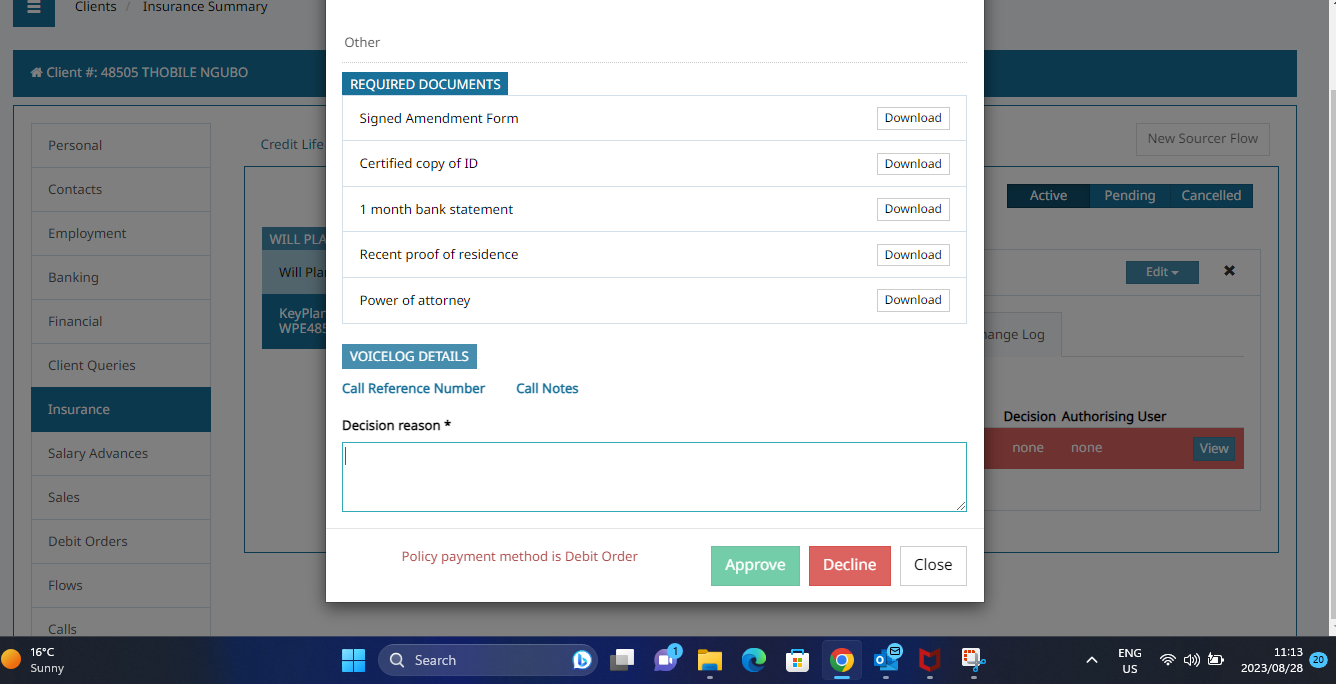 Clients / Insurance Summary
Client #: 48505 THOBILE NGUBO
Personal
Contacts
Employment
Banking
Financial
Client Queries
Insurance
Salary Advances
Sales
Debit Orders
Flows
Calls
Credit Life
New Sourcer Flow
Active Pending Cancelled
WILL PLA
Will Plan
KeyPlan
WPE485
Edit
hange Log
Decision Authorising User
none none View
Other
REQUIRED DOCUMENTS
Signed Amendment Form Download
Certified copy of ID Download
1 month bank statement Download
Recent proof of residence Download
Power of attorney Download
VOICELOG DETAILS
Call Reference Number Call Notes
Decision reason *
Policy payment method is Debit Order
Approve Decline Close
16°C
Sunny
Search
1
ENG
US
11:13
2023/08/28
20